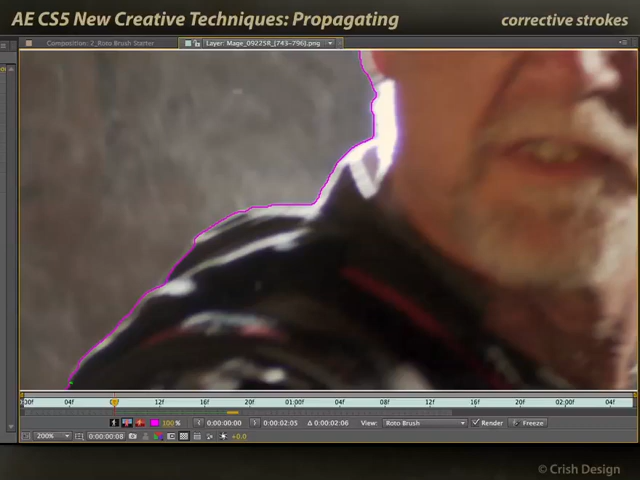 AE CS5 New Creative Techniques: Propagating
corrective strokes
Composition: 2_Roto Brush Starter
Layer: Mage_09225R_[743-796].png
:00f 04f 12f 16f 20f 01:00f 04f 08f 12f 16f 20f 02:00f 04f
100 % 0:00:00:00 0:00:02:05 Δ 0:00:02:06 View: Roto Brush Render Freeze
200% 0:00:00:08 +0.0
© Crish Design